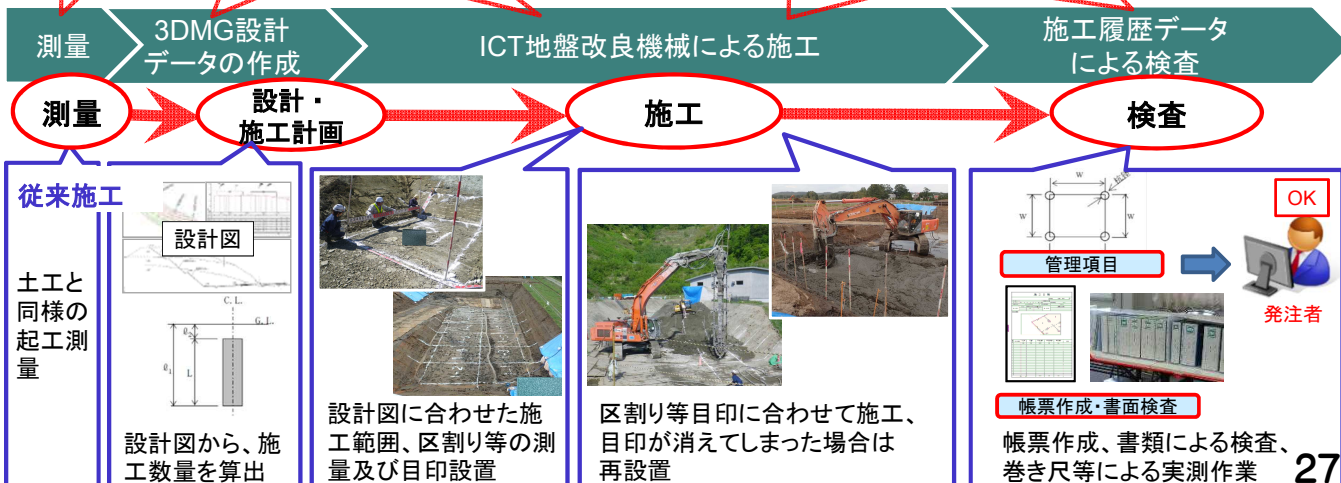 測量
3DMG設計
データの作成
ICT地盤改良機械による施工
施工履歴データ
による検査
測量
設計・
施工計画
施工
検査
従来施工
土工と
同様の
起工測
量
設計図
C.L.
G.L.
L
設計図から、施
工数量を算出
設計図に合わせた施
工範囲、区割り等の測
量及び目印設置
区割り等目印に合わせて施工、
目印が消えてしまった場合は
再設置
W
W
W
管理項目
OK
発注者
帳票作成・書面検査
帳票作成、書類による検査、
巻き尺等による実測作業
27